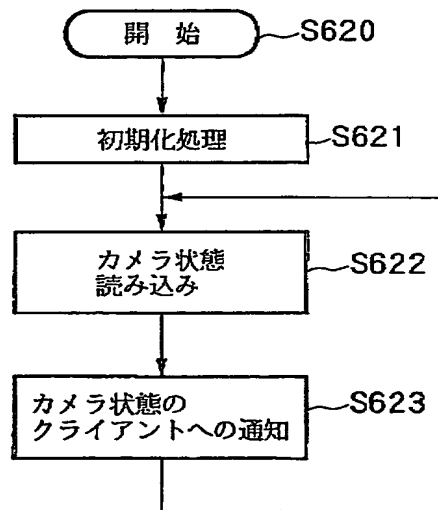 開 始
S620
初期化処理
S621
カメラ状態
読み込み
S622
カメラ状態の
クライアントへの通知
S623